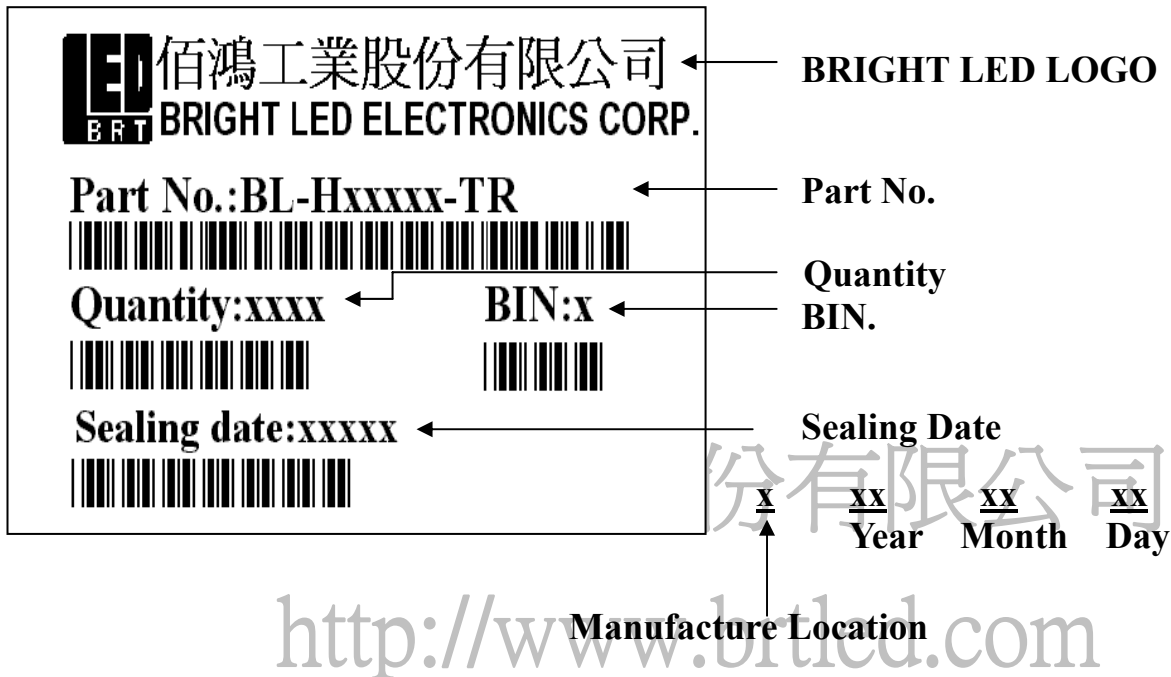 LED
BRT
佰鴻工業股份有限公司
BRIGHT LED ELECTRONICS CORP.
BRIGHT LED LOGO
Part No.:BL-Hxxxxx-TR
Part No.
Quantity:xxxx
BIN:x
Quantity
BIN.
Sealing date:xxxxx
Sealing Date
份有限公司
x xx xx xx
Year Month Day
Manufacture Location
http://www.brtled.com